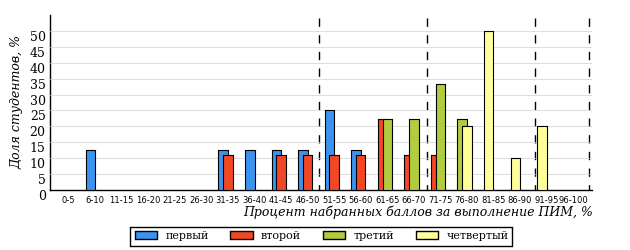 Доля студентов, %
50
45
40
35
30
25
20
15
10
5
0
0-5 6-10 11-15 16-20 21-25 26-30 31-35 36-40 41-45 46-50 51-55 56-60 61-65 66-70 71-75 76-80 81-85 86-90 91-95 96-100
Процент набранных баллов за выполнение ПИМ, %
первый второй третий четвертый